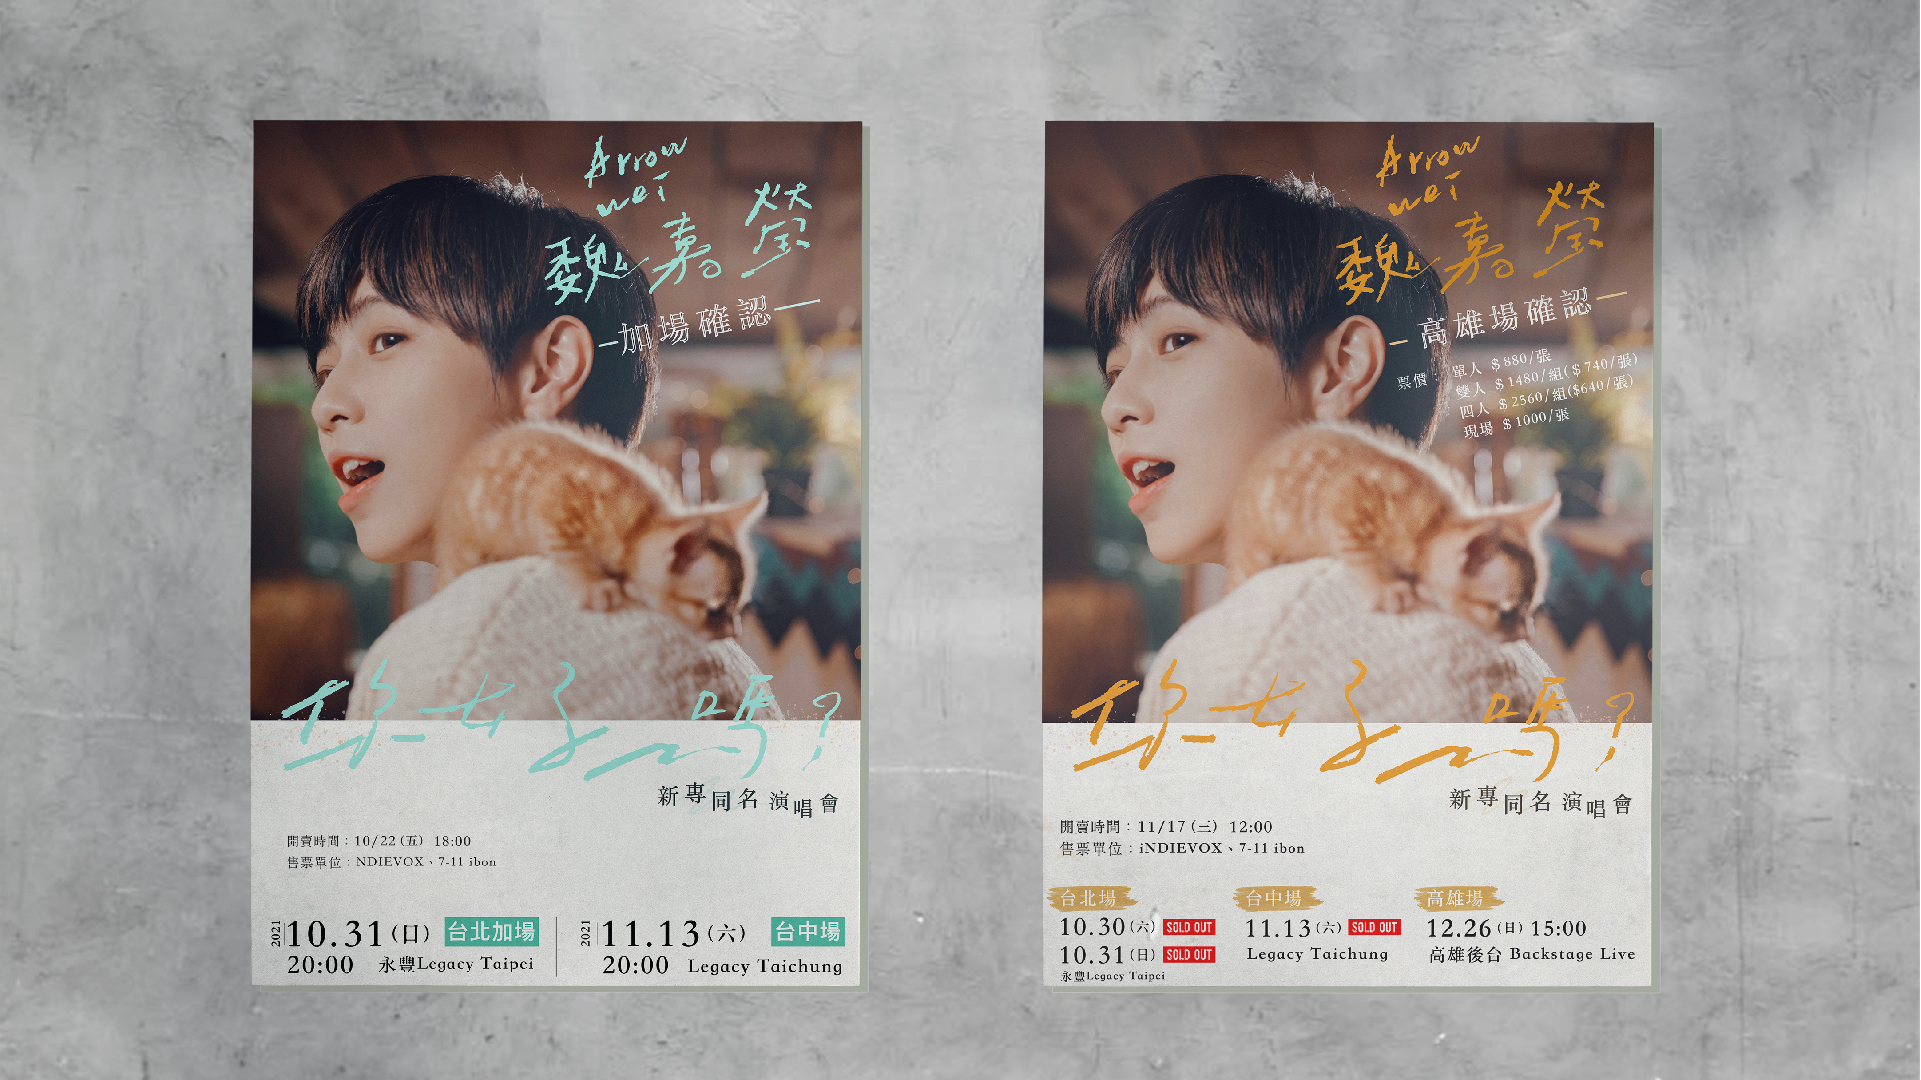 Arrow
wei
魏嘉瑩
加場確認
妳好嗎?
新專同名演唱會
開賣時間：10/22（五） 18:00
售票單位：NDIEVOX、7-11 ibon
2021 10.31（日） 台北加場
20:00 永豐Legacy Taipei
2021 11.13（六） 台中場
20:00 Legacy Taichung
Arrow
wei
魏嘉瑩
高雄場確認
票價： 單人 $880/張
雙人 $1480/組($740/張)
四人 $2560/組($640/張)
現場 $1000/張
妳好嗎?
新專同名演唱會
開賣時間：11/17（三） 12:00
售票單位：iNDIEVOX、7-11 ibon
台北場
10.30（六） SOLD OUT
10.31（日） SOLD OUT
永豐Legacy Taipei
台中場
11.13（六） SOLD OUT
Legacy Taichung
高雄場
12.26（日）15:00
高雄後台 Backstage Live